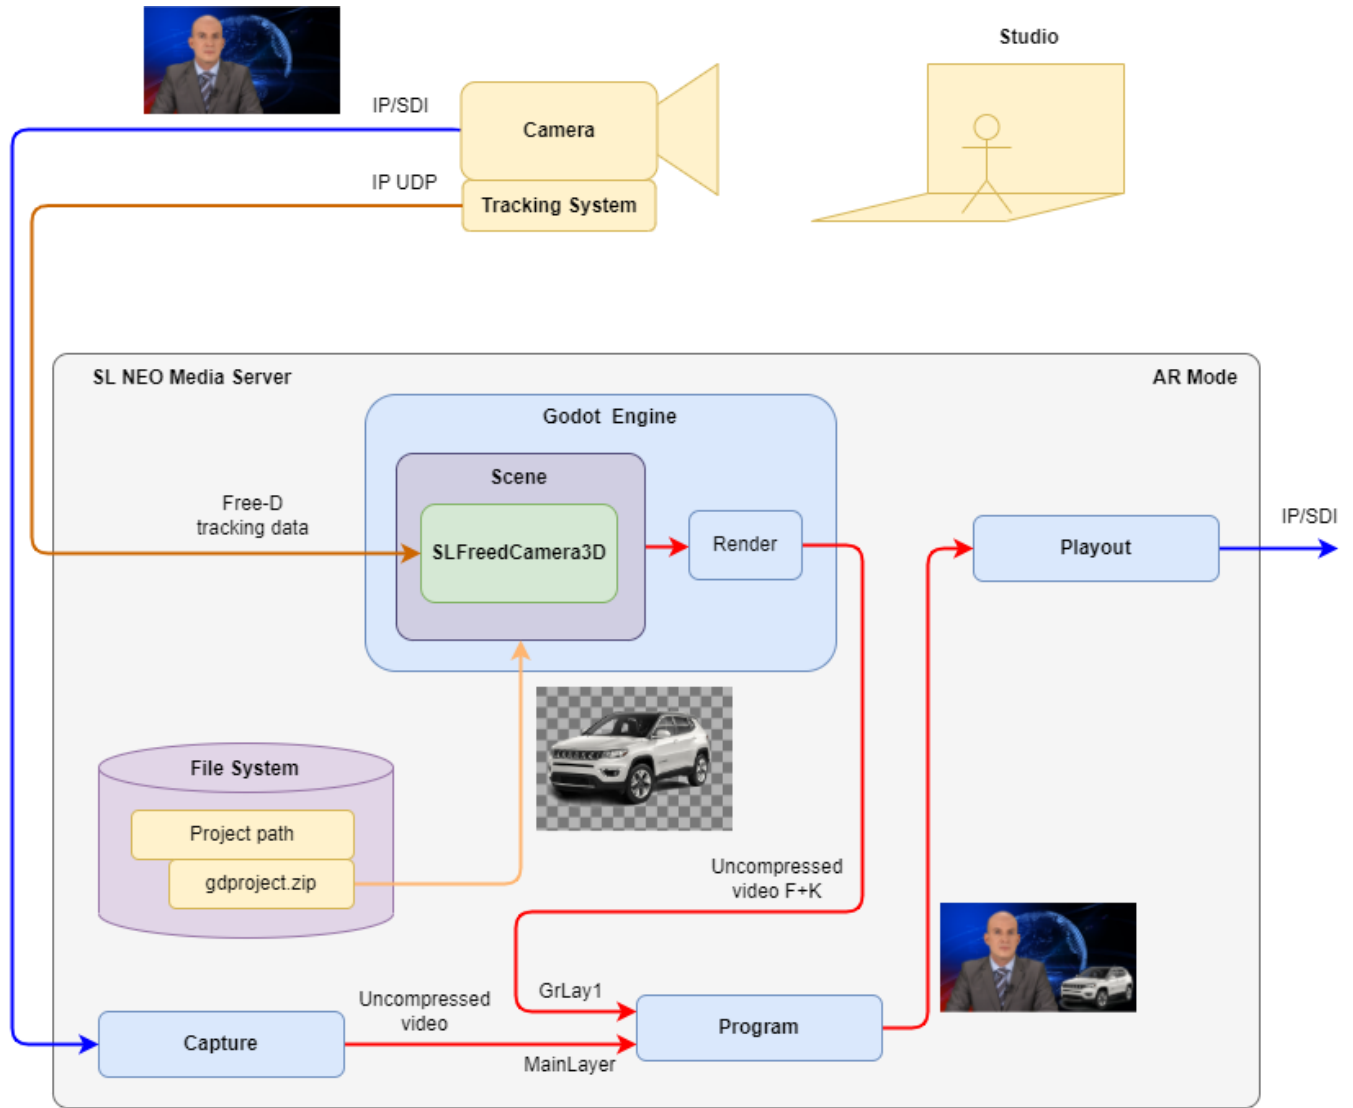 Studio
IP/SDI
Camera
IP UDP
Tracking System
SL NEO Media Server
AR Mode
Godot Engine
Scene
Free-D
tracking data
SLFreedCamera3D
Render
Playout
IP/SDI
File System
Project path
gdproject.zip
Uncompressed
video F+K
GrLay1
Uncompressed
video
Capture
Program
MainLayer